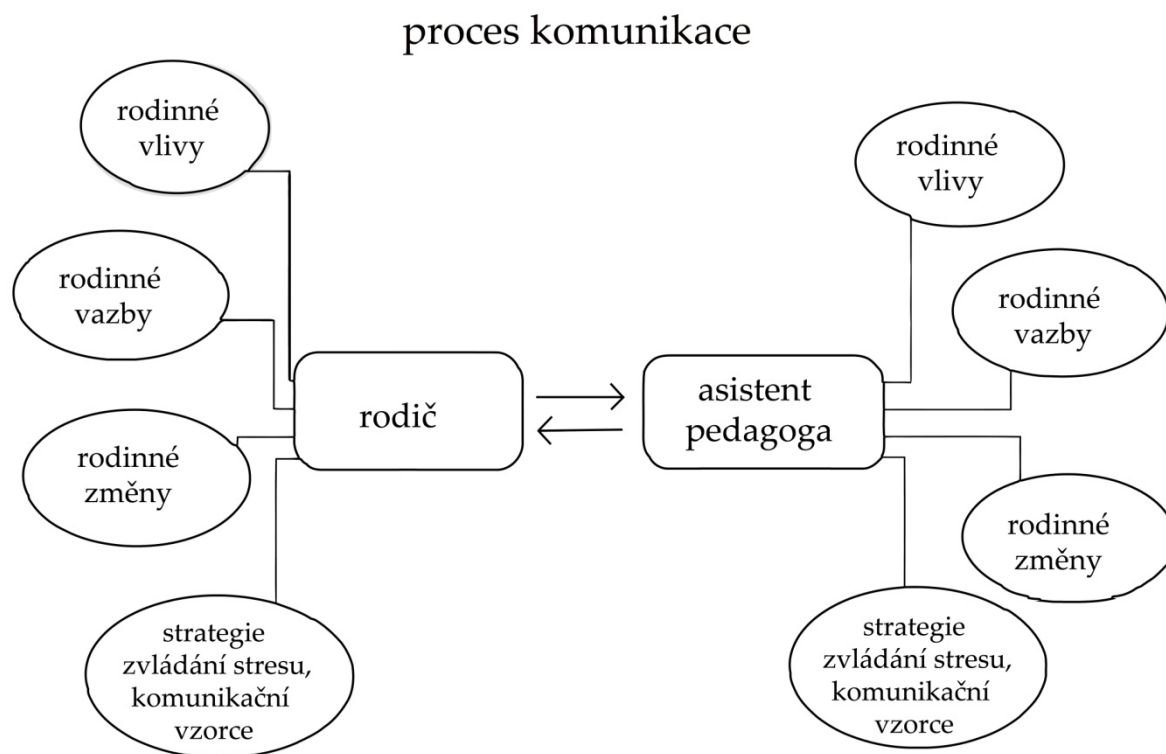 proces komunikace
rodinné
vlivy
rodinné
vazby
rodinné
změny
strategie
zvládání stresu,
komunikační
vzorce
rodič
asistent
pedagoga
rodinné
vlivy
rodinné
vazby
rodinné
změny
strategie
zvládání stresu,
komunikační
vzorce